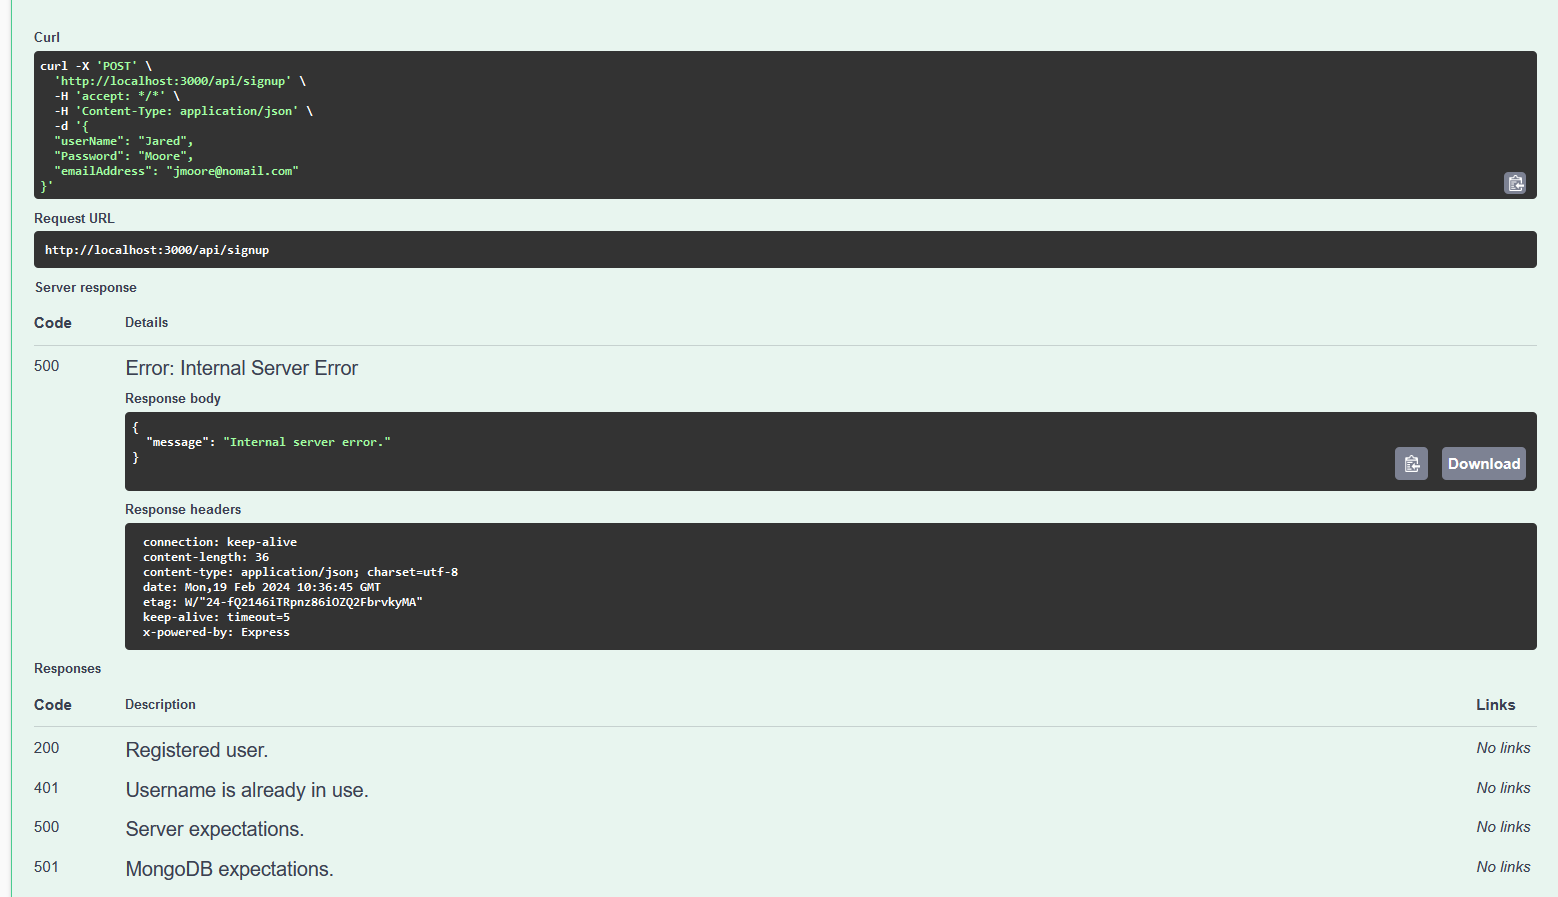 Curl
curl -X 'POST' \
'http://localhost:3000/api/signup' \
-H 'accept: */*' \
-H 'Content-Type: application/json' \
-d '{
"userName": "Jared",
"Password": "Moore",
"emailAddress": "jmoore@nomail.com"
}'
Request URL
http://localhost:3000/api/signup
Server response
Code Details
500 Error: Internal Server Error
Response body
{
"message": "Internal server error."
}
Download
Response headers
connection: keep-alive
content-length: 36
content-type: application/json; charset=utf-8
date: Mon,19 Feb 2024 10:36:45 GMT
etag: W/"24-fQ2146iTRpnz86iOZQ2FbrvkyMA"
keep-alive: timeout=5
x-powered-by: Express
Responses
Code Description Links
200 Registered user. No links
401 Username is already in use. No links
500 Server expectations. No links
501 MongoDB expectations. No links